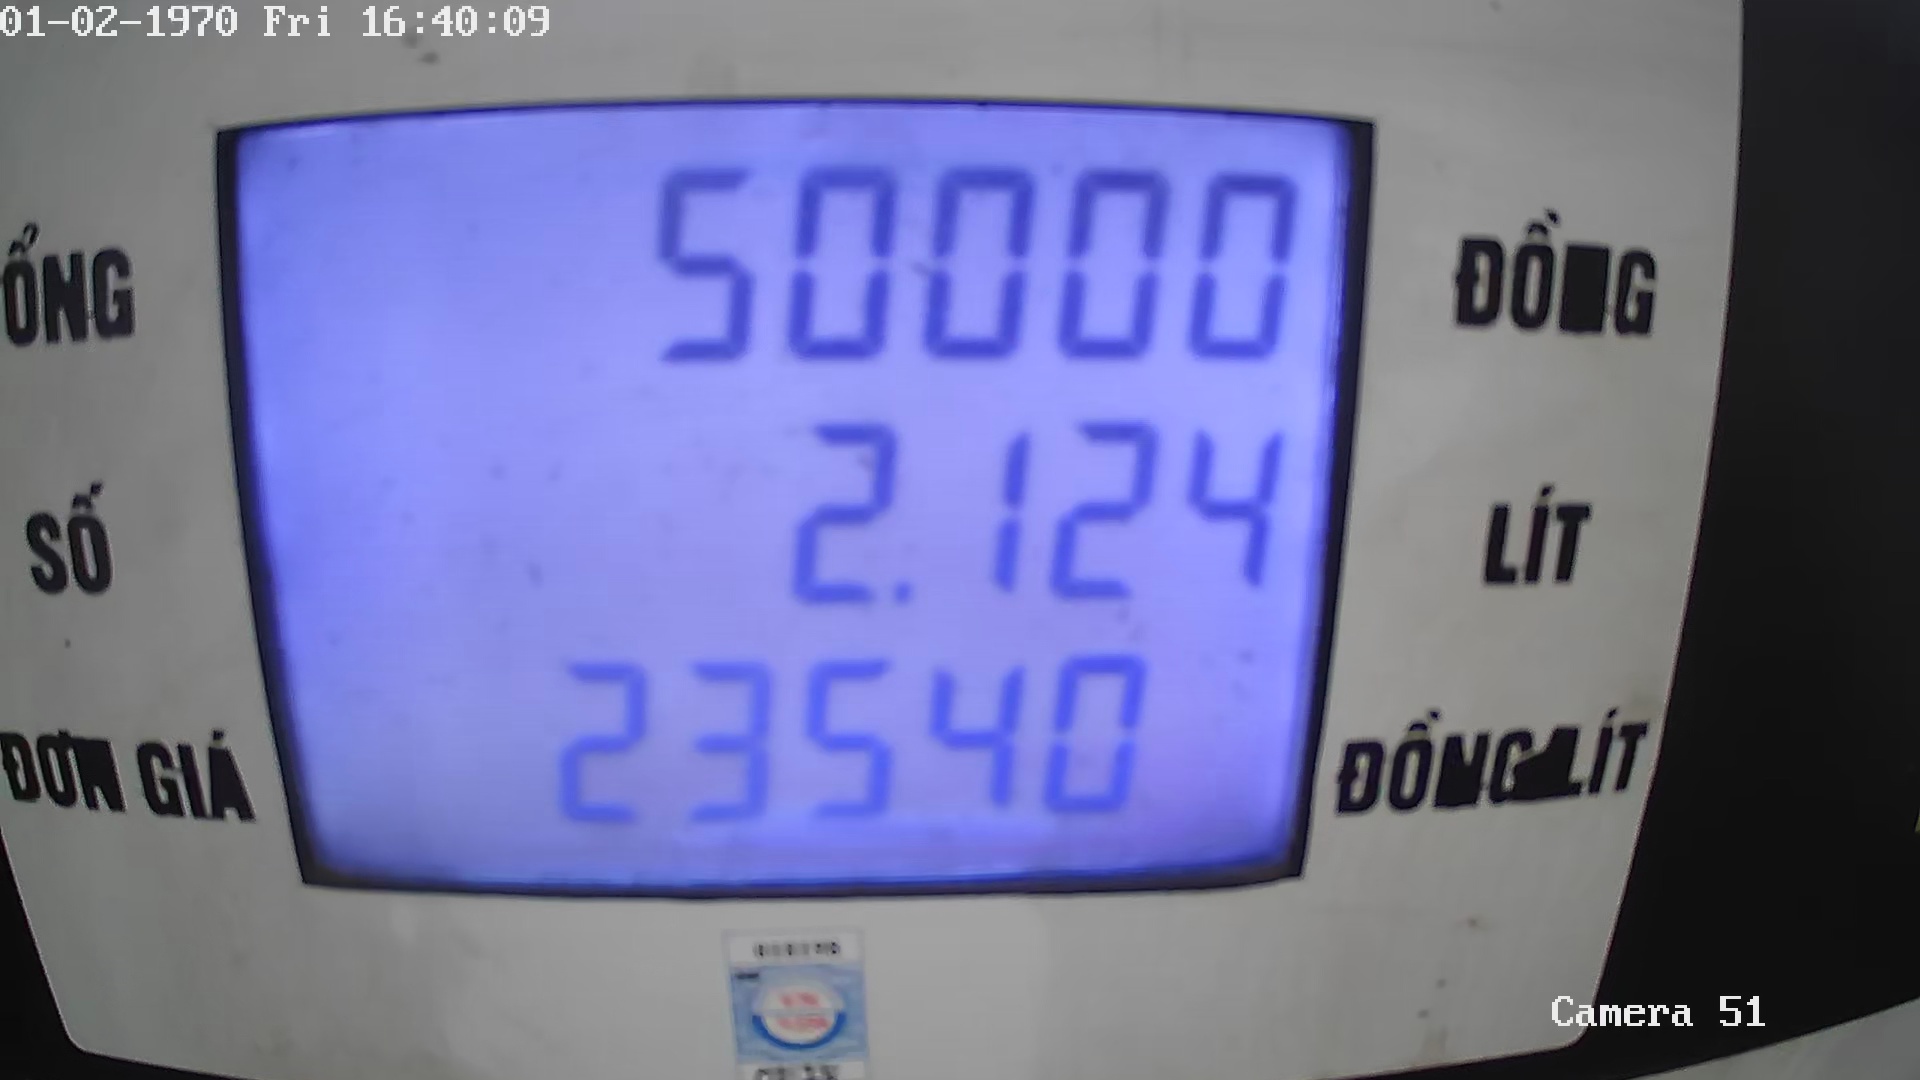 01-02-1970 Fri 16:40:09
ỔNG 50000 ĐỒNG
SỐ 2.124 LÍT
ĐƠN GIÁ 23540 ĐỒNG/LÍT
Camera 51